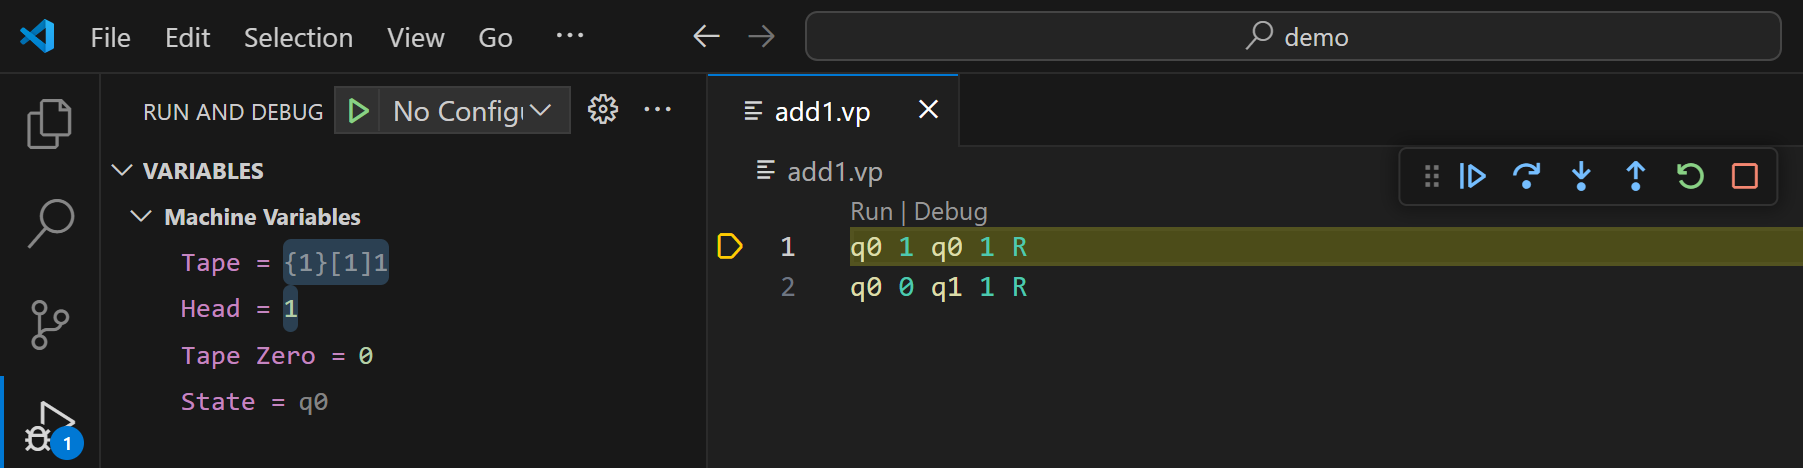 File Edit Selection View Go ··· demo
RUN AND DEBUG No Configu ···
add1.vp
VARIABLES
Machine Variables
Tape = {1}[1]1
Head = 1
Tape Zero = 0
State = q0
1
add1.vp
Run | Debug
1 q0 1 q0 1 R
2 q0 0 q1 1 R